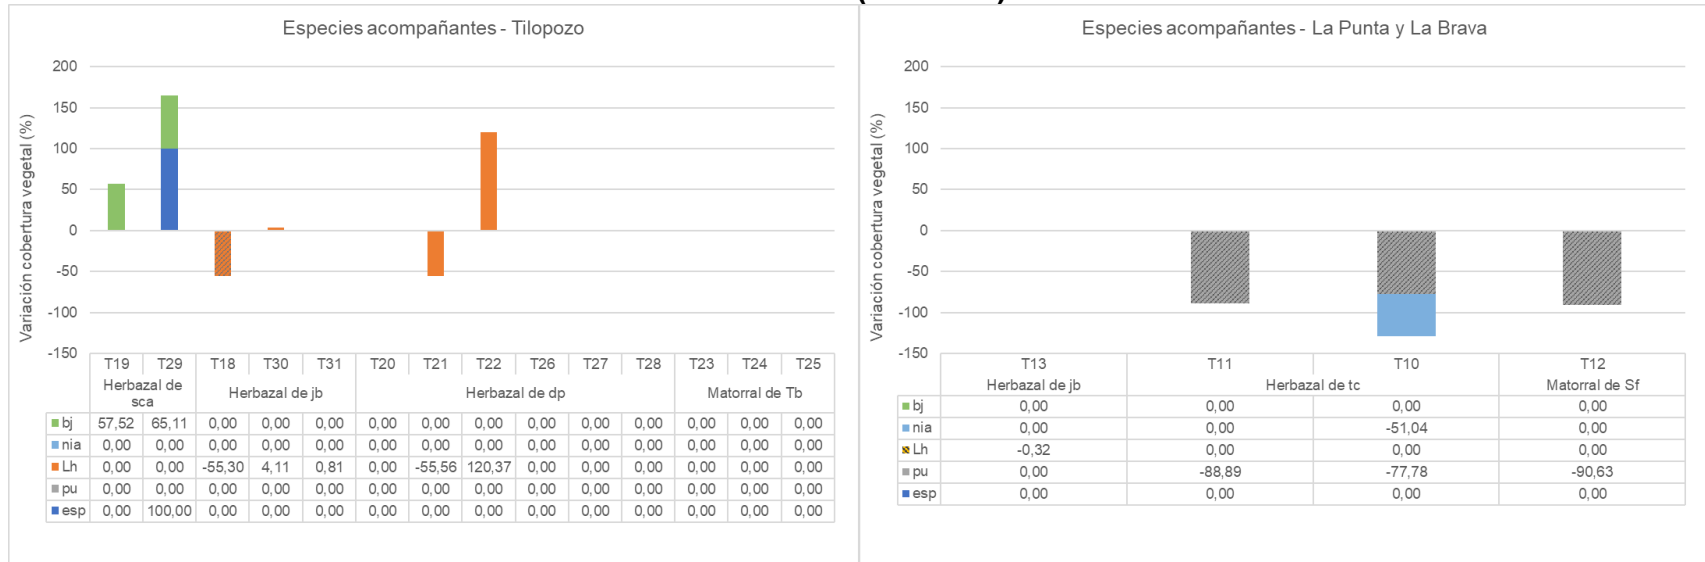 Especies acompañantes - Tilopozo
Variación cobertura vegetal (%)
200
150
100
50
0
-50
-100
-150
T19 T29 T18 T30 T31 T20 T21 T22 T26 T27 T28 T23 T24 T25
Herbazal de sca Herbazal de jb Herbazal de dp Matorral de Tb
bj 57,52 65,11 0,00 0,00 0,00 0,00 0,00 0,00 0,00 0,00 0,00 0,00 0,00 0,00
nia 0,00 0,00 0,00 0,00 0,00 0,00 0,00 0,00 0,00 0,00 0,00 0,00 0,00 0,00
Lh 0,00 0,00 -55,30 4,11 0,81 0,00 -55,56 120,37 0,00 0,00 0,00 0,00 0,00 0,00
pu 0,00 0,00 0,00 0,00 0,00 0,00 0,00 0,00 0,00 0,00 0,00 0,00 0,00 0,00
esp 0,00 100,00 0,00 0,00 0,00 0,00 0,00 0,00 0,00 0,00 0,00 0,00 0,00 0,00
Especies acompañantes - La Punta y La Brava
Variación cobertura vegetal (%)
200
150
100
50
0
-50
-100
-150
T13 T11 T10 T12
Herbazal de jb Herbazal de tc Matorral de Sf
bj 0,00 0,00 0,00 0,00
nia 0,00 0,00 -51,04 0,00
Lh -0,32 0,00 0,00 0,00
pu 0,00 -88,89 -77,78 -90,63
esp 0,00 0,00 0,00 0,00